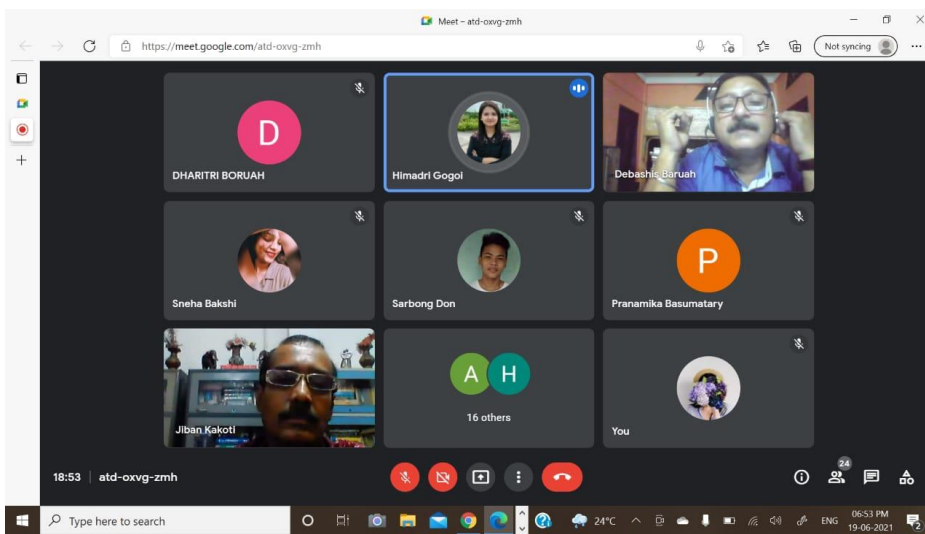 Meet – atd-oxvg-zmh
https://meet.google.com/atd-oxvg-zmh
Not syncing
D
DHARITRI BORUAH
Himadri Gogoi
Debashis Baruah
Sneha Bakshi
Sarbong Don
P
Pranamika Basumatary
Jiban Kakoti
A H
16 others
You
18:53 | atd-oxvg-zmh
24
Type here to search
24°C
ENG
06:53 PM
19-06-2021
2